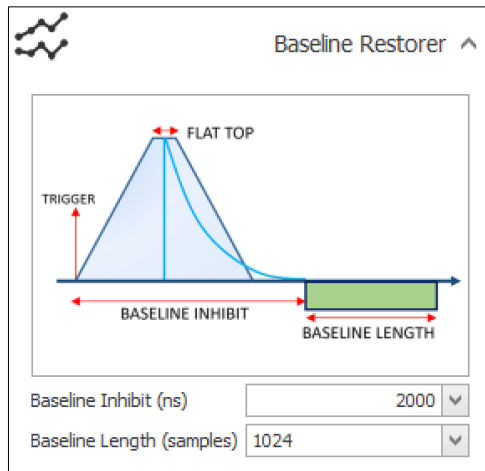 Baseline Restorer
FLAT TOP
TRIGGER
BASELINE INHIBIT
BASELINE LENGTH
Baseline Inhibit (ns) 2000
Baseline Length (samples) 1024